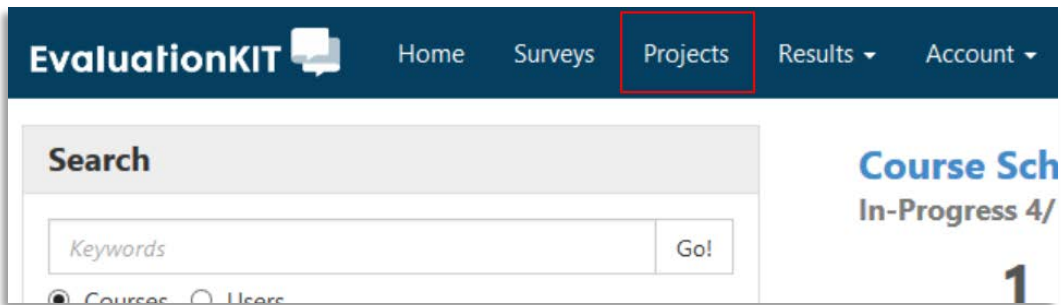 EvaluationKIT Home Surveys Projects Results Account
Search
Keywords Go!
Courses Users
Course Sch
In-Progress 4/
1